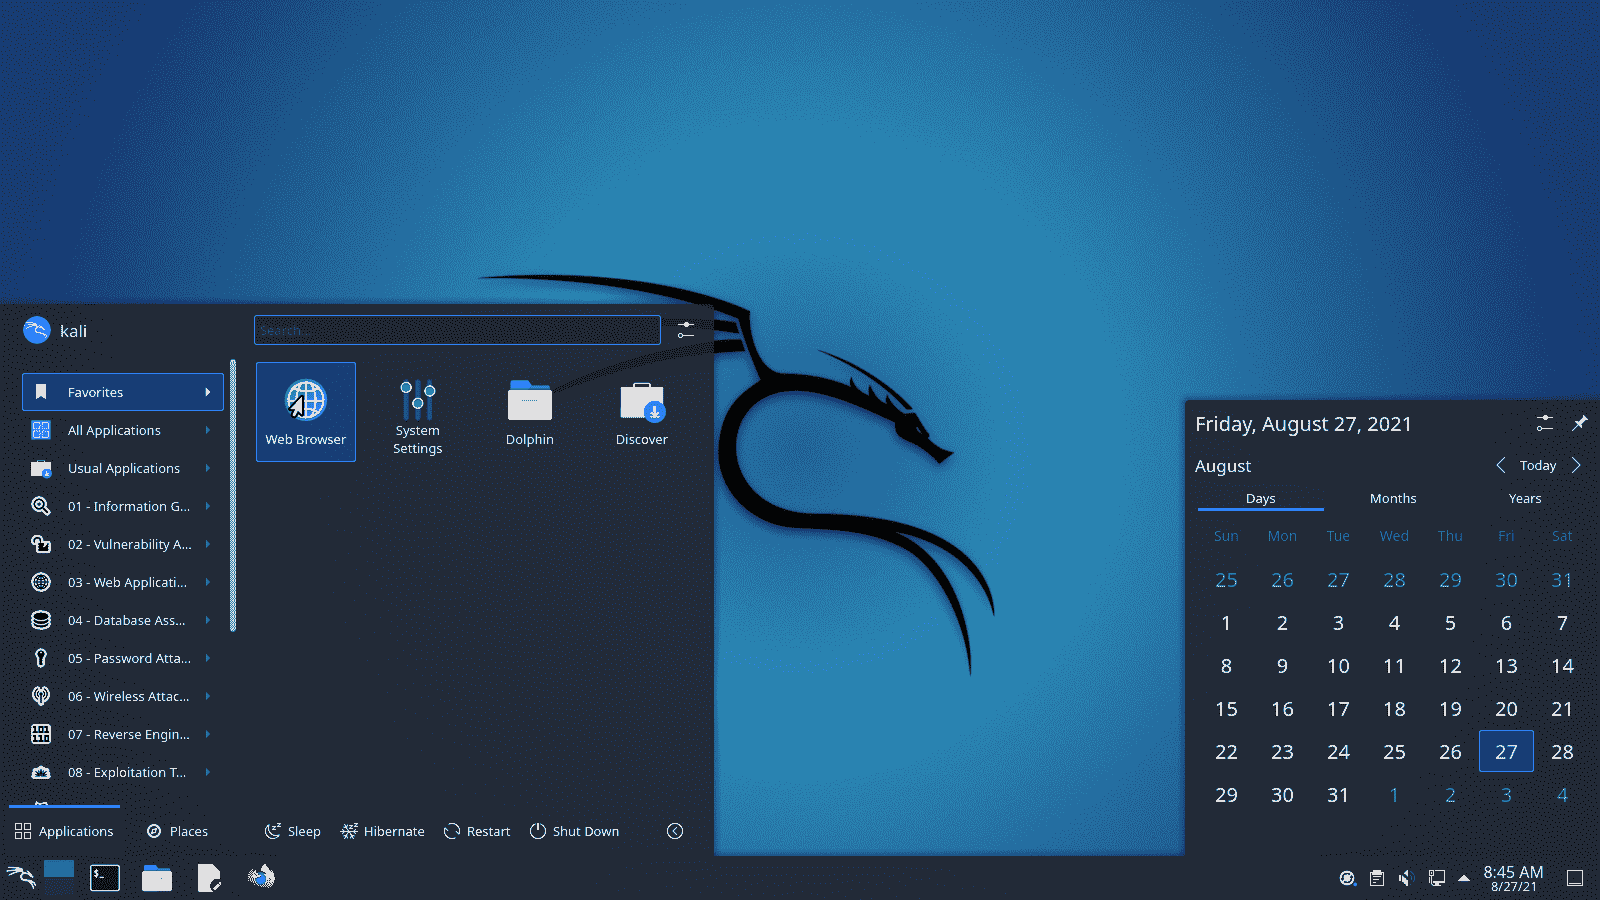 kali
Search...
Favorites
All Applications
Usual Applications
01 - Information G...
02 - Vulnerability A...
03 - Web Applicati...
04 - Database Ass...
05 - Password Atta...
06 - Wireless Attac...
07 - Reverse Engin...
08 - Exploitation T...
Web Browser
System
Settings
Dolphin
Discover
Applications
Places
Sleep
Hibernate
Restart
Shut Down
Friday, August 27, 2021
August
Today
Days Months Years
Sun Mon Tue Wed Thu Fri Sat
25 26 27 28 29 30 31
1 2 3 4 5 6 7
8 9 10 11 12 13 14
15 16 17 18 19 20 21
22 23 24 25 26 27 28
29 30 31 1 2 3 4
8:45 AM
8/27/21